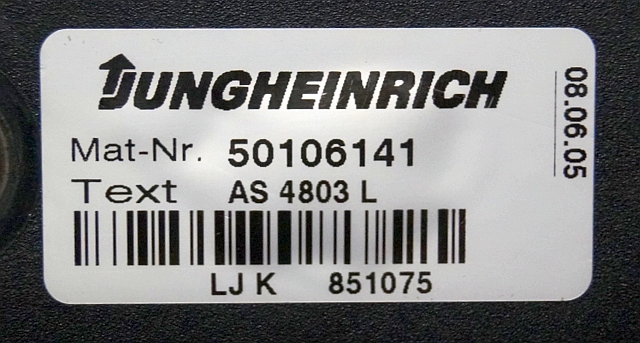 JUNGHEINRICH
Mat-Nr. 50106141
Text AS 4803 L
LJ K 851075
08.06.05